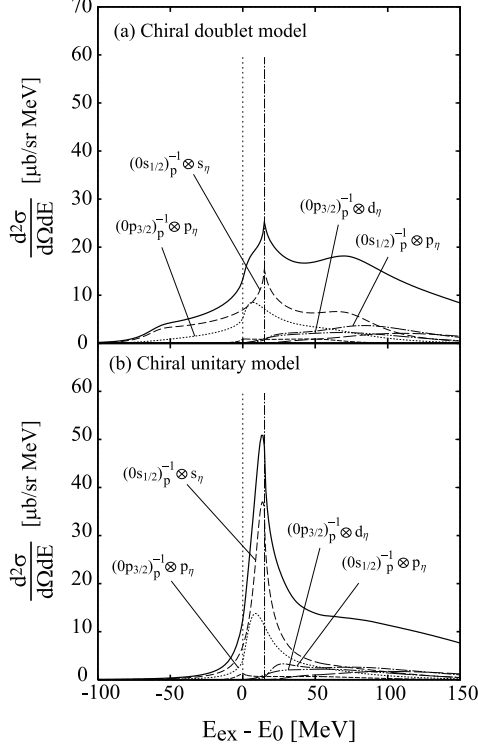 70
(a) Chiral doublet model
60
50
40
30
20
10
0
d²σ
dΩdE
[μb/sr MeV]
(0s1/2)p⁻¹ ⊗ sη
(0p3/2)p⁻¹ ⊗ pη
(0p3/2)p⁻¹ ⊗ dη
(0s1/2)p⁻¹ ⊗ pη
(b) Chiral unitary model
60
50
40
30
20
10
0
d²σ
dΩdE
[μb/sr MeV]
(0s1/2)p⁻¹ ⊗ sη
(0p3/2)p⁻¹ ⊗ dη
(0s1/2)p⁻¹ ⊗ pη
(0p3/2)p⁻¹ ⊗ pη
-100 -50 0 50 100 150
Eex - E0 [MeV]